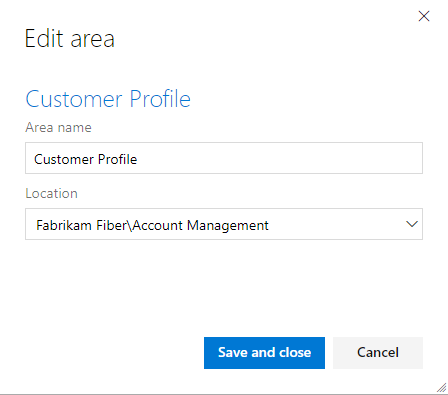 Edit area
Customer Profile
Area name
Customer Profile
Location
Fabrikam Fiber\Account Management
Save and close
Cancel